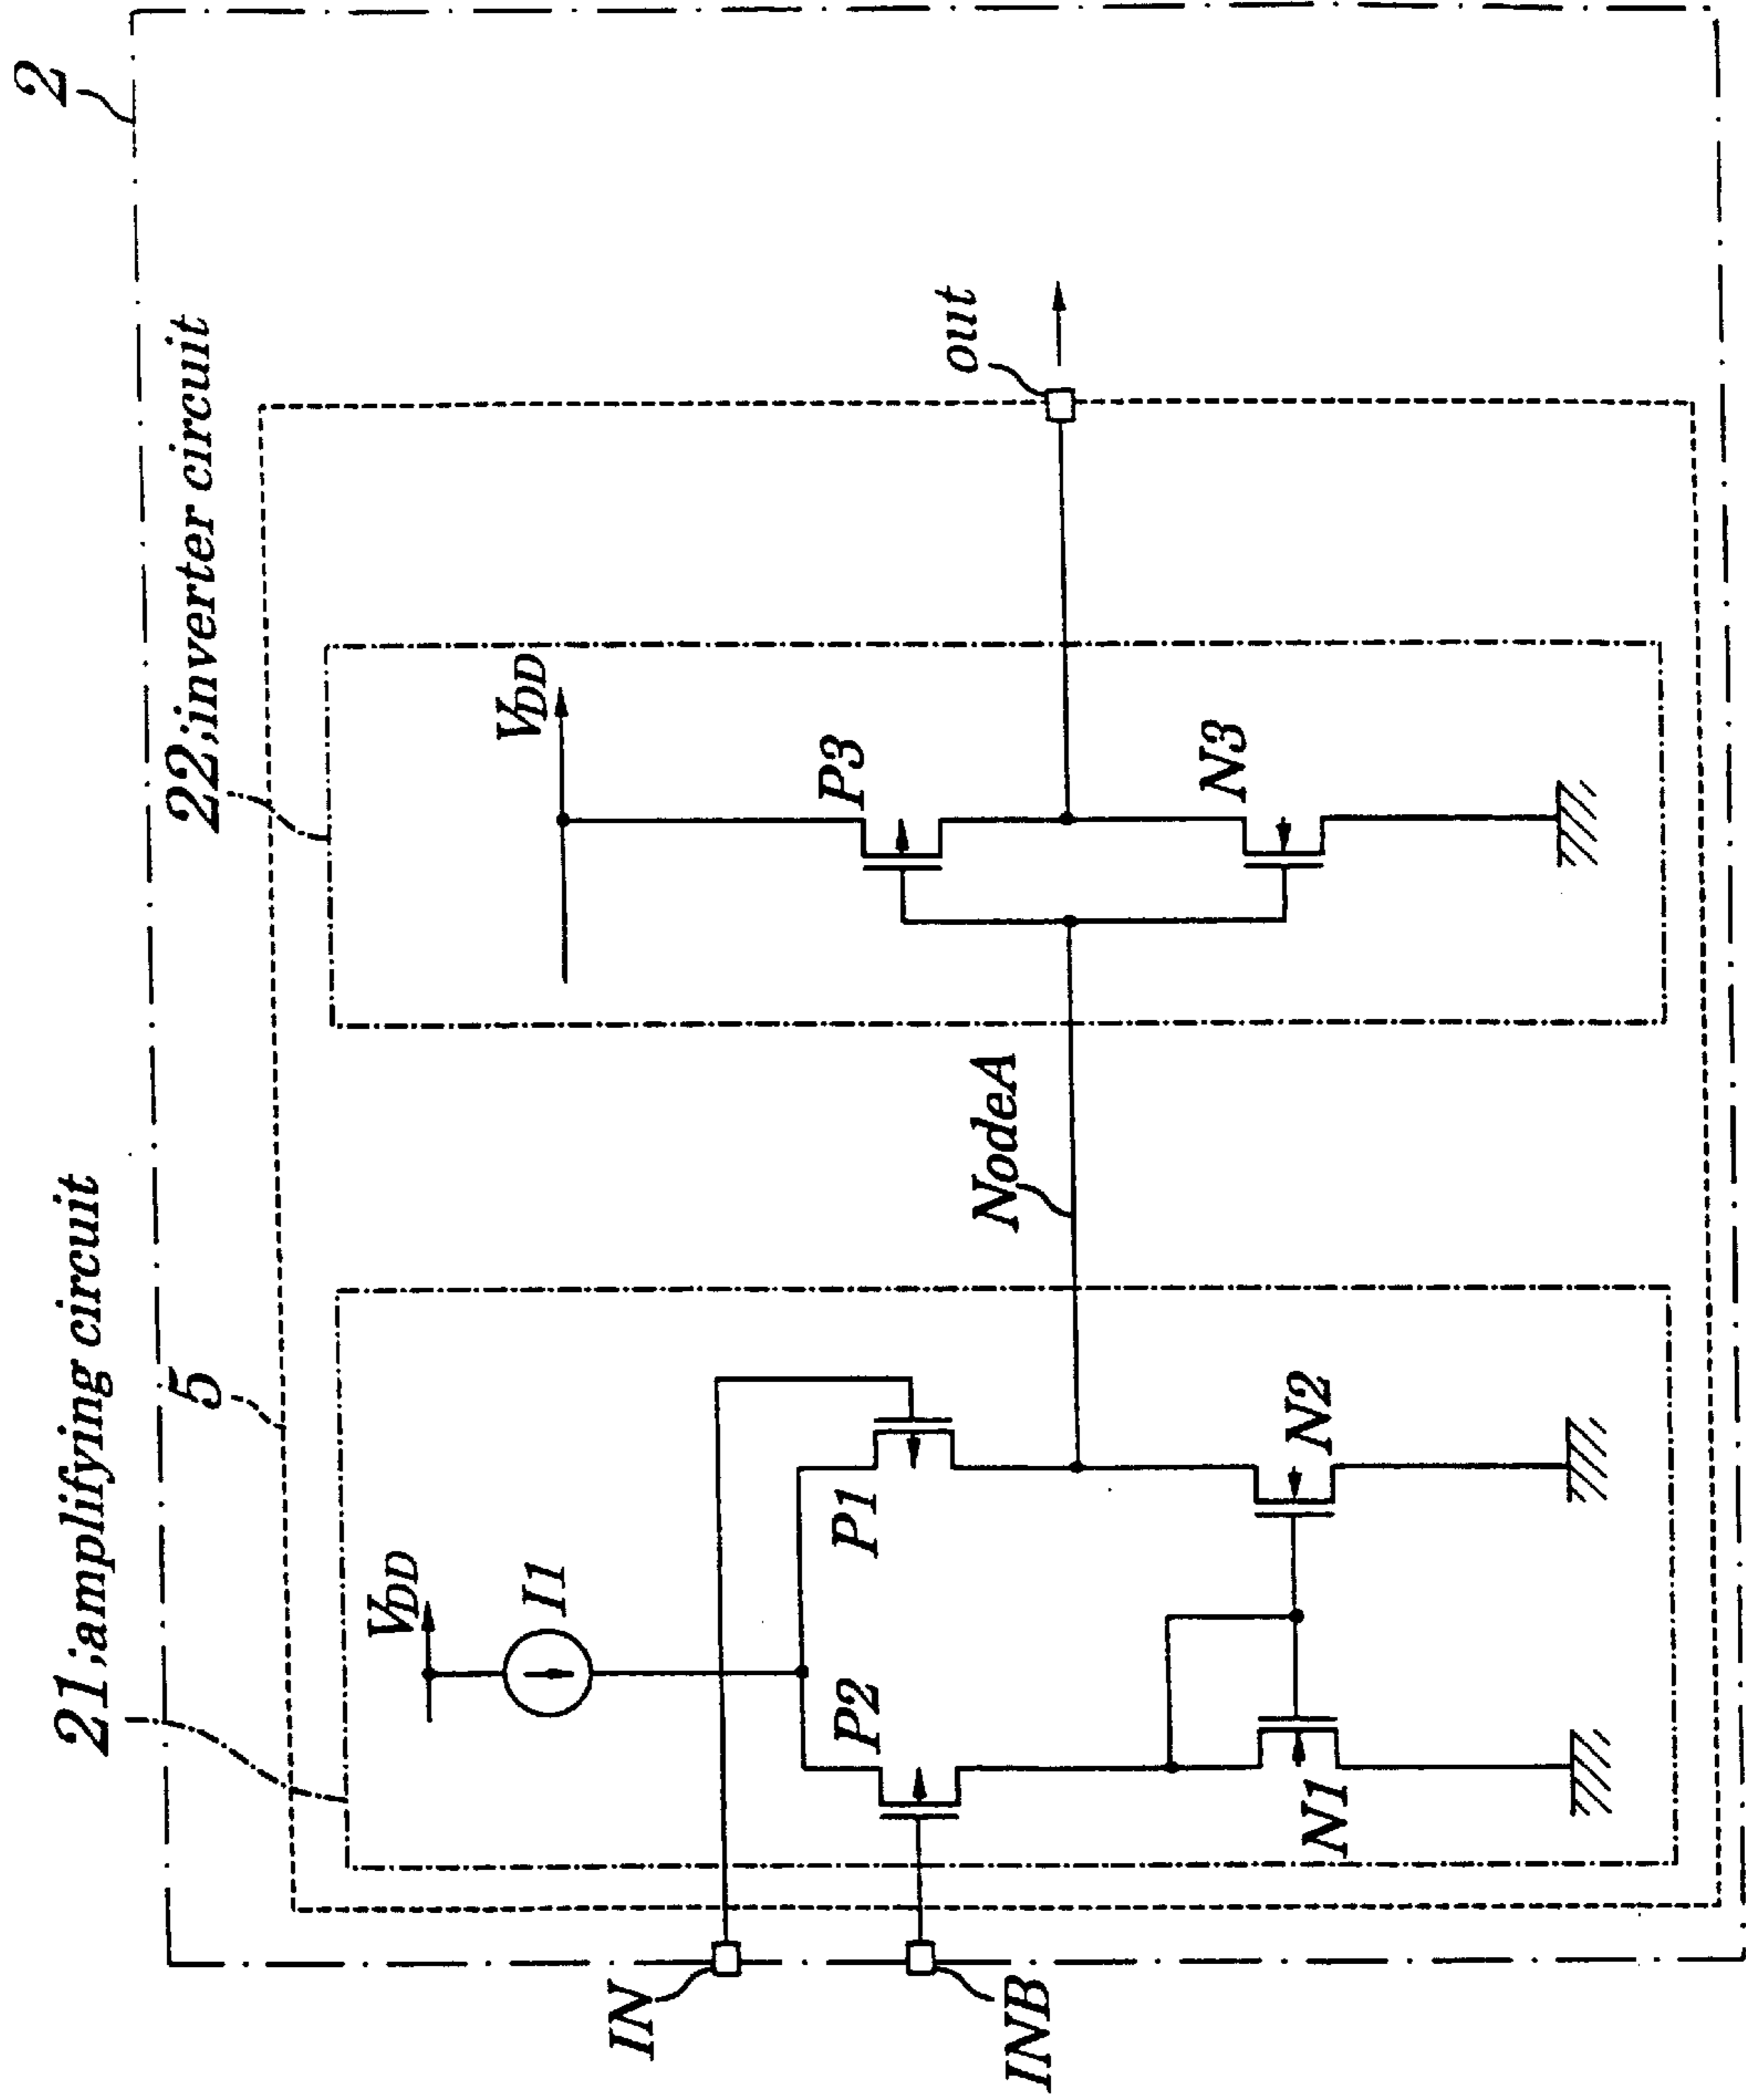 2
21;amplifying circuit
5
22;inverter circuit
VDD
I1
VDD
P2
P1
P3
out
NodeA
IN
INB
N1
N2
N3